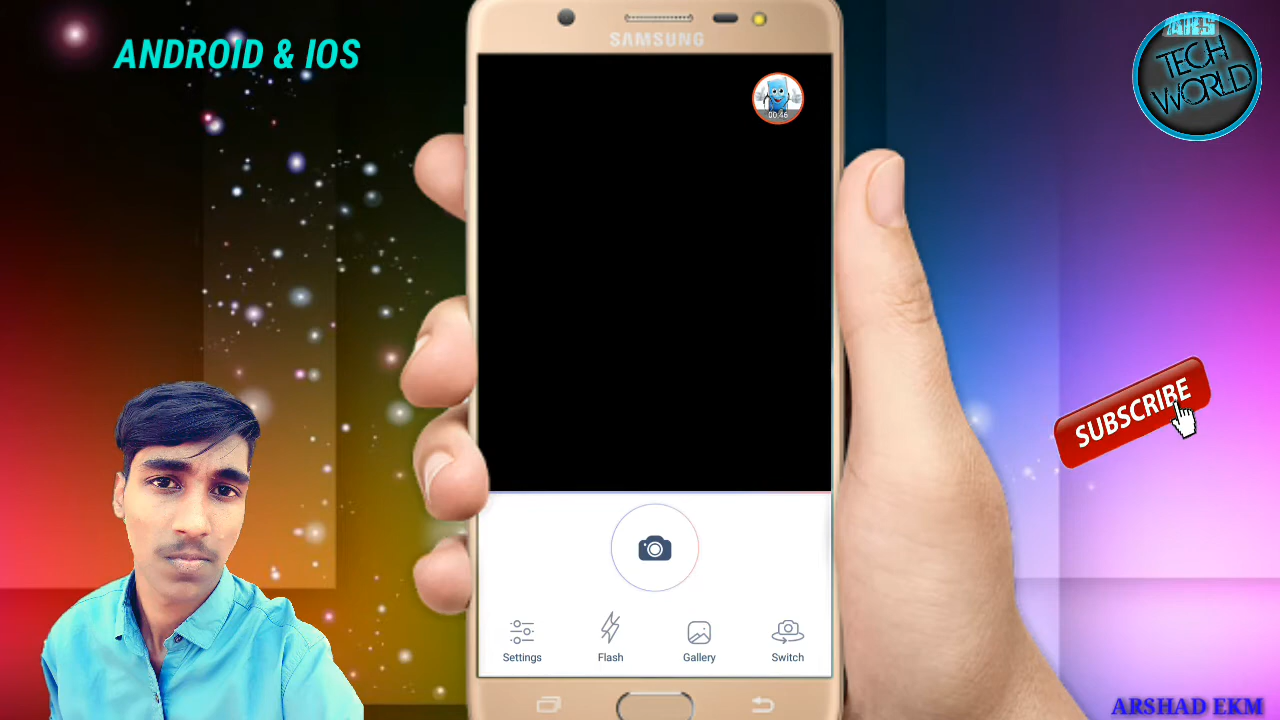 ANDROID & IOS
SAMSUNG
00:46
TECH
WORLD
SUBSCRIBE
Settings
Flash
Gallery
Switch
ARSHAD EKM